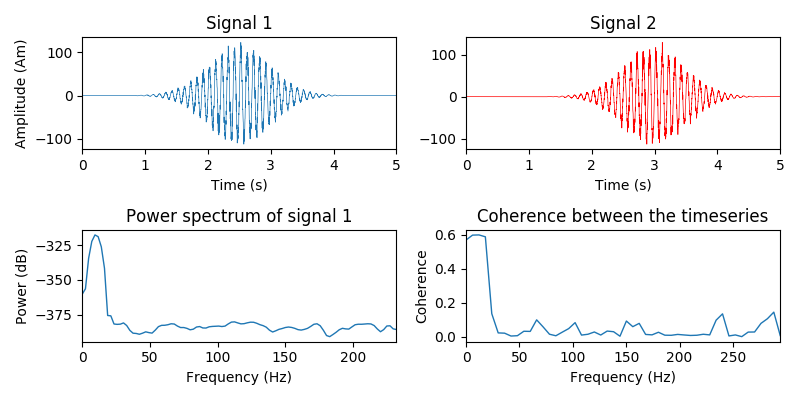 Signal 1
Amplitude (Am)
100
0
−100
0 1 2 3 4 5
Time (s)
Signal 2
100
0
−100
0 1 2 3 4 5
Time (s)
Power spectrum of signal 1
Power (dB)
−325
−350
−375
0 50 100 150 200
Frequency (Hz)
Coherence between the timeseries
Coherence
0.6
0.4
0.2
0.0
0 50 100 150 200 250
Frequency (Hz)